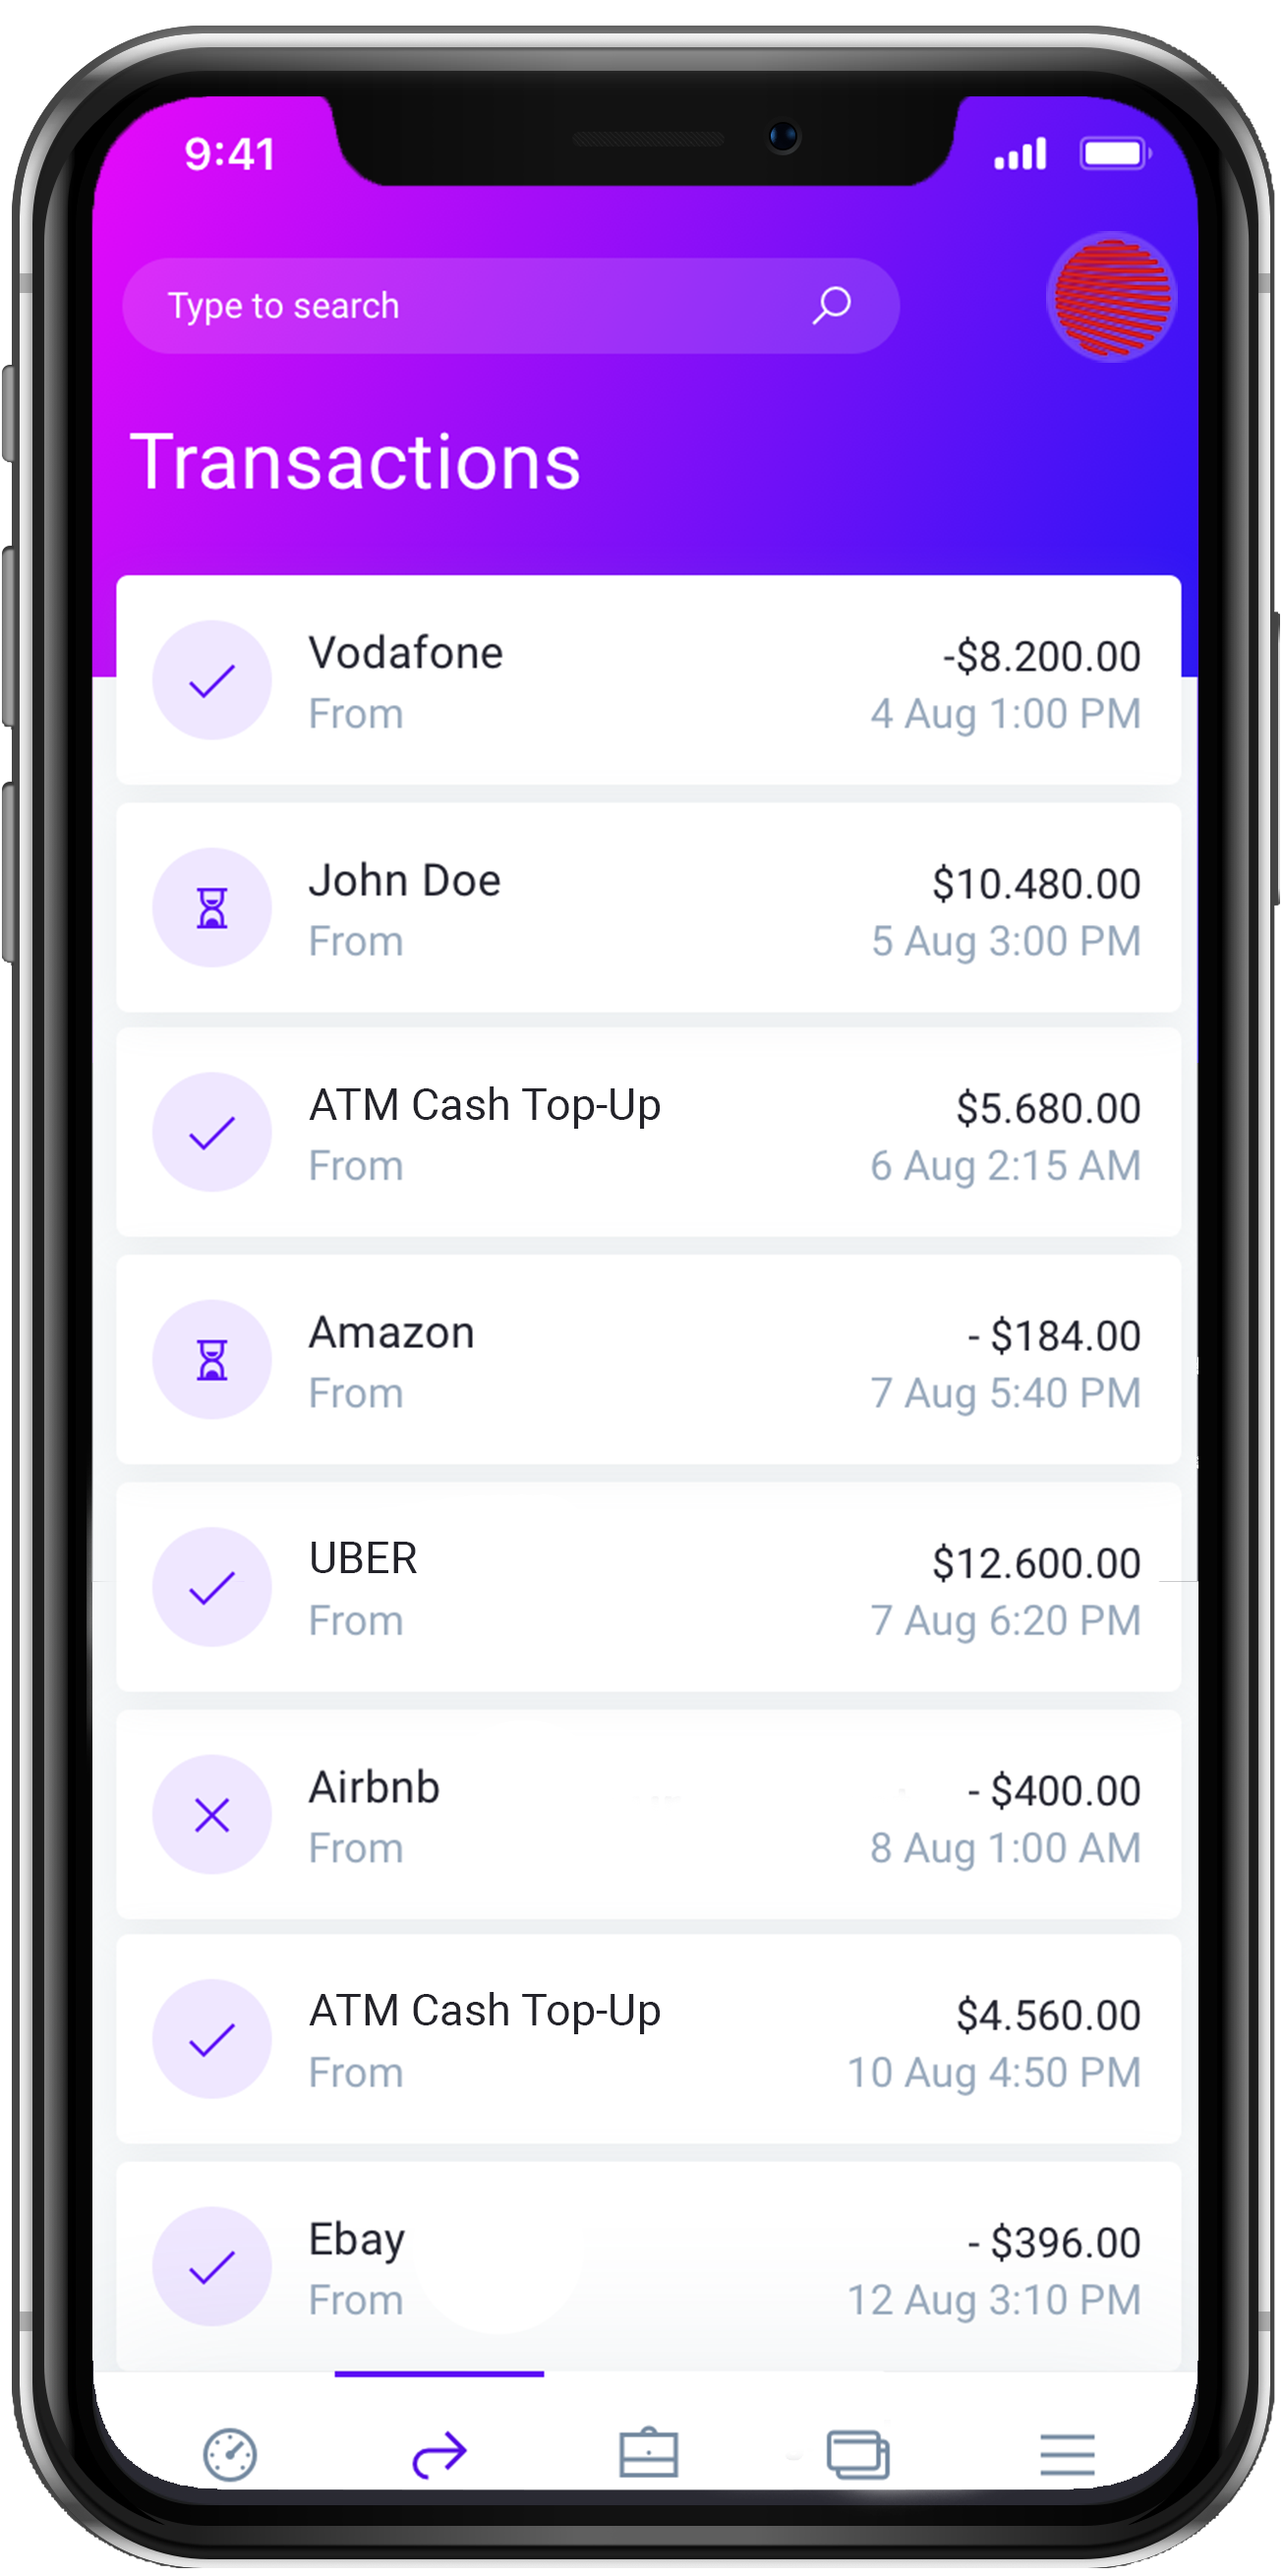 9:41
Type to search
Transactions
Vodafone
-$8.200.00
From
4 Aug 1:00 PM
John Doe
$10.480.00
From
5 Aug 3:00 PM
ATM Cash Top-Up
$5.680.00
From
6 Aug 2:15 AM
Amazon
- $184.00
From
7 Aug 5:40 PM
UBER
$12.600.00
From
7 Aug 6:20 PM
Airbnb
- $400.00
From
8 Aug 1:00 AM
ATM Cash Top-Up
$4.560.00
From
10 Aug 4:50 PM
Ebay
- $396.00
From
12 Aug 3:10 PM